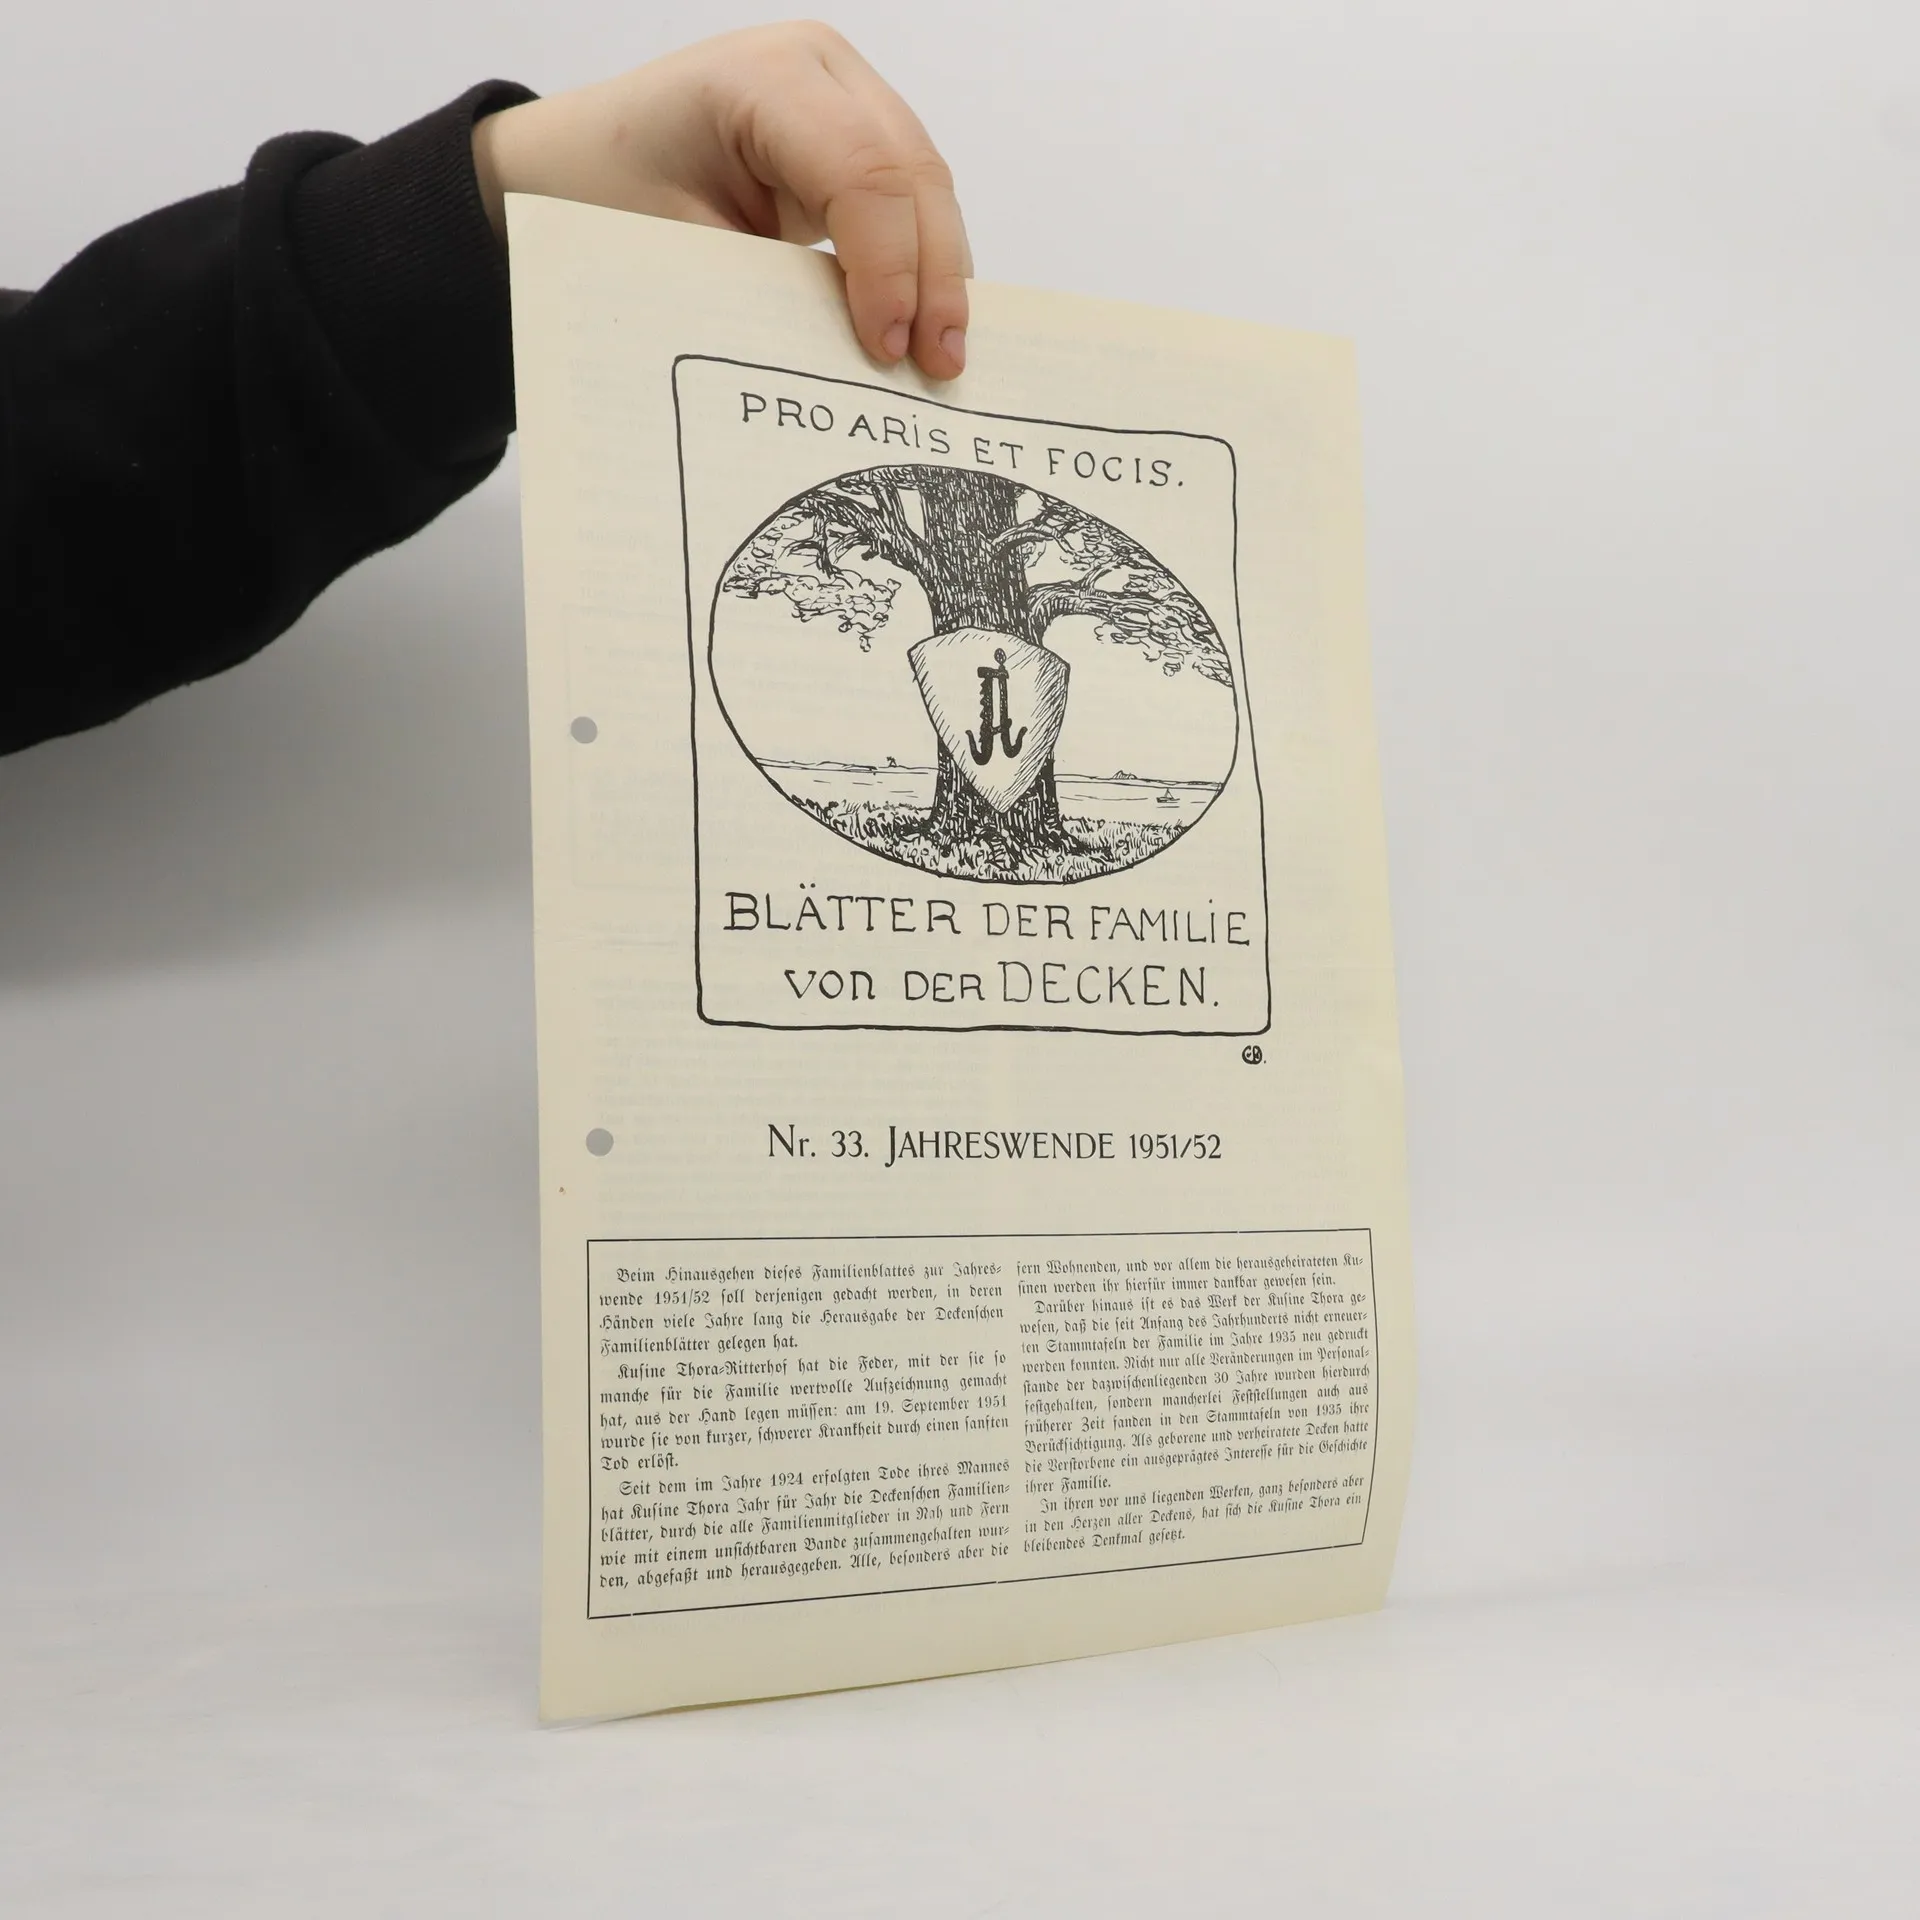 PRO ARIS ET FOCIS.
BLÄTTER DER FAMILIE
VON DER DECKEN.
Nr. 33. JAHRESWENDE 1951/52
Beim Hinausgehen dieses Familienblattes zur Jahres-
wende 1951/52 soll derjenigen gedacht werden, in deren
Händen viele Jahre lang die Herausgabe der Deckenschen
Familienblätter gelegen hat.
Kusine Thora-Ritterhof hat die Feder, mit der sie so
manche für die Familie wertvolle Aufzeichnung gemacht
hat, aus der Hand legen müssen: am 19. September 1951
wurde sie von kurzer, schwerer Krankheit durch einen sanften
Tod erlöst.
Seit dem im Jahre 1924 erfolgten Tode ihres Mannes
hat Kusine Thora Jahr für Jahr die Deckenschen Familien-
blätter, durch die alle Familienmitglieder in Nah und Fern
wie mit einem unsichtbaren Bande zusammengehalten wur-
den, abgefaßt und herausgegeben. Alle, besonders aber die
fern Wohnenden, und vor allem die herausgeheirateten Ku-
sinen werden ihr hierfür immer dankbar gewesen sein.
Darüber hinaus ist es das Werk der Kusine Thora ge-
wesen, daß die seit Anfang des Jahrhunderts nicht erneuer-
ten Stammtafeln der Familie im Jahre 1935 neu gedruckt
werden konnten. Nicht nur alle Veränderungen im Personal-
stande der dazwischenliegenden 30 Jahre wurden hierdurch
festgehalten, sondern mancherlei Feststellungen auch aus
früherer Zeit fanden in den Stammtafeln von 1935 ihre
Berücksichtigung. Als geborene und verheiratete Decken hatte
die Verstorbene ein ausgeprägtes Interesse für die Geschichte
ihrer Familie.
In ihren vor uns liegenden Werken, ganz besonders aber
in den Herzen aller Deckens, hat sich die Kusine Thora ein
bleibendes Denkmal gesetzt.